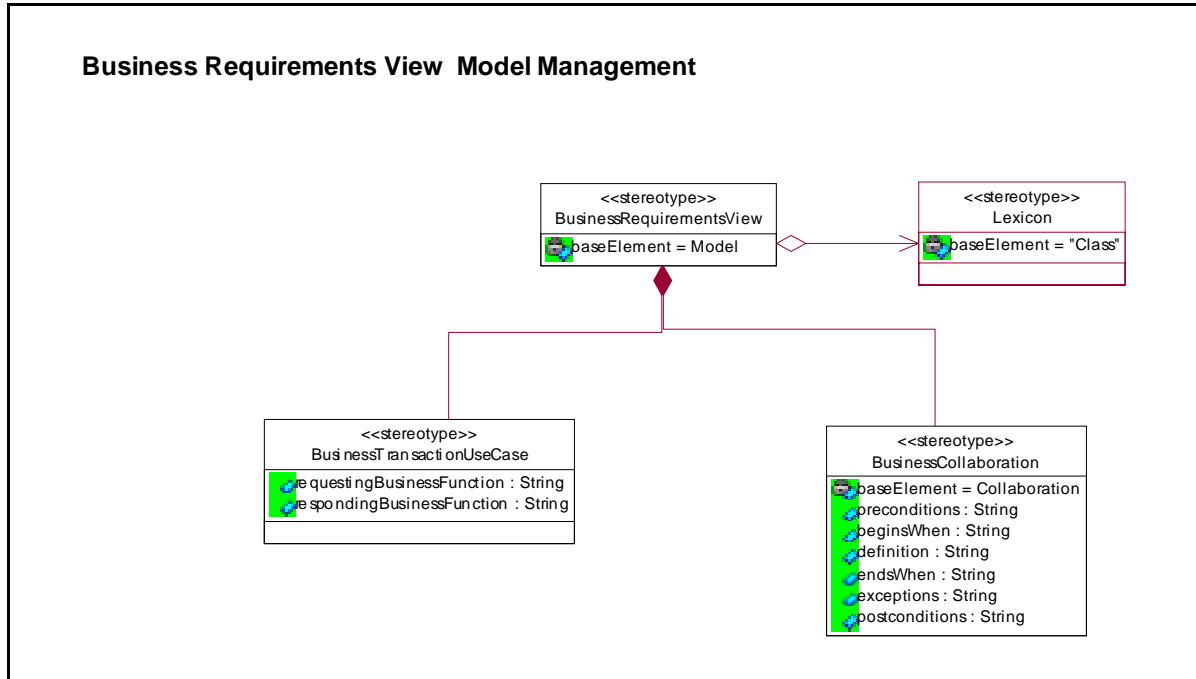 Business Requirements View Model Management
<<stereotype>>
BusinessRequirementsView
baseElement = Model
<<stereotype>>
Lexicon
baseElement = "Class"
<<stereotype>>
BusinessTransactionUseCase
requestingBusinessFunction : String
respondingBusinessFunction : String
<<stereotype>>
BusinessCollaboration
baseElement = Collaboration
preconditions : String
beginsWhen : String
definition : String
endsWhen : String
exceptions : String
postconditions : String